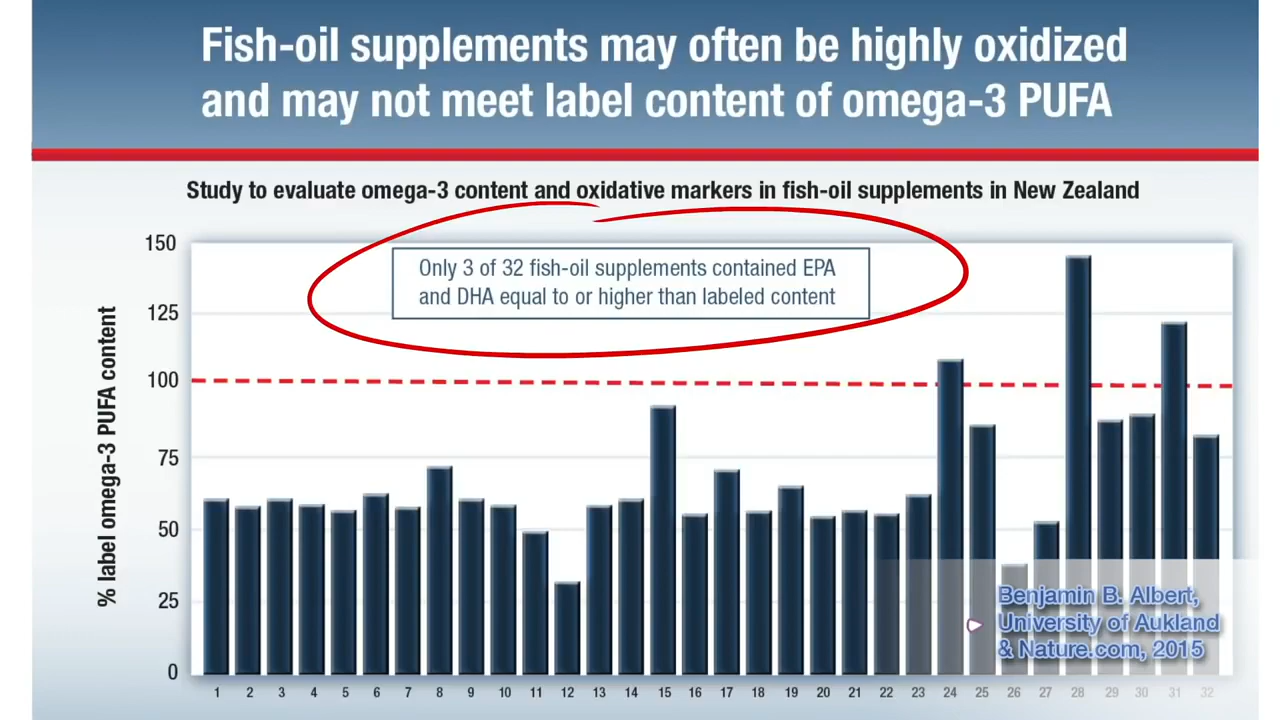 Fish-oil supplements may often be highly oxidized
and may not meet label content of omega-3 PUFA
Study to evaluate omega-3 content and oxidative markers in fish-oil supplements in New Zealand
% label omega-3 PUFA content
150
125
100
75
50
25
0
Only 3 of 32 fish-oil supplements contained EPA
and DHA equal to or higher than labeled content
Benjamin B. Albert,
University of Aukland
& Nature.com, 2015
1 2 3 4 5 6 7 8 9 10 11 12 13 14 15 16 17 18 19 20 21 22 23 24 25 26 27 28 29 30 31 32